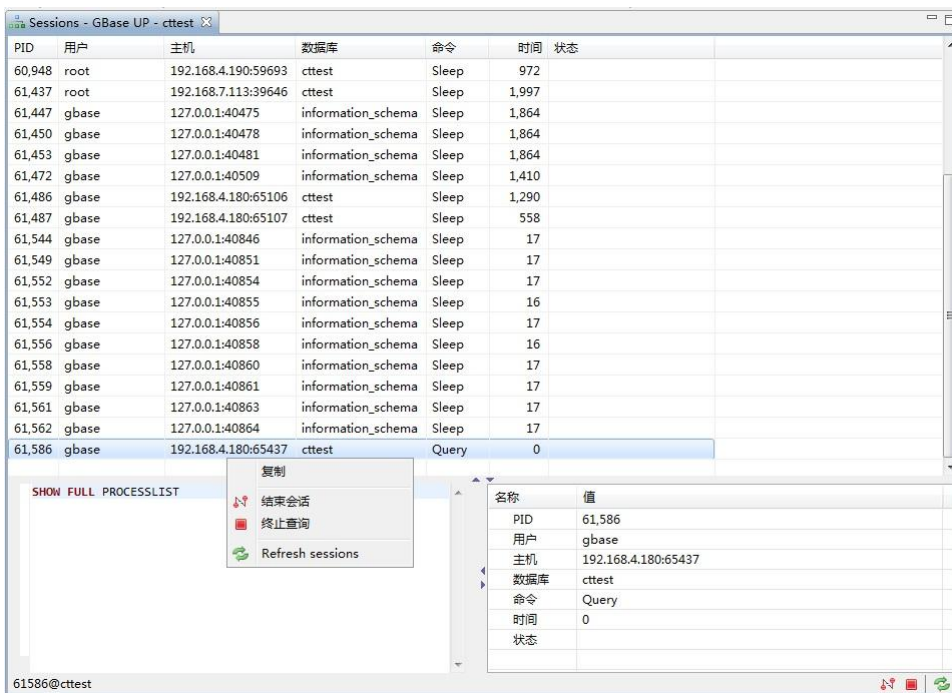 Sessions - GBase UP - cttest
PID 用户 主机 数据库 命令 时间 状态
60,948 root 192.168.4.190:59693 cttest Sleep 972
61,437 root 192.168.7.113:39646 cttest Sleep 1,997
61,447 gbase 127.0.0.1:40475 information_schema Sleep 1,864
61,450 gbase 127.0.0.1:40478 information_schema Sleep 1,864
61,453 gbase 127.0.0.1:40481 information_schema Sleep 1,864
61,472 gbase 127.0.0.1:40509 information_schema Sleep 1,410
61,486 gbase 192.168.4.180:65106 cttest Sleep 1,290
61,487 gbase 192.168.4.180:65107 cttest Sleep 558
61,544 gbase 127.0.0.1:40846 information_schema Sleep 17
61,549 gbase 127.0.0.1:40851 information_schema Sleep 17
61,552 gbase 127.0.0.1:40854 information_schema Sleep 17
61,553 gbase 127.0.0.1:40855 information_schema Sleep 16
61,554 gbase 127.0.0.1:40856 information_schema Sleep 17
61,556 gbase 127.0.0.1:40858 information_schema Sleep 16
61,558 gbase 127.0.0.1:40860 information_schema Sleep 17
61,559 gbase 127.0.0.1:40861 information_schema Sleep 17
61,561 gbase 127.0.0.1:40863 information_schema Sleep 17
61,562 gbase 127.0.0.1:40864 information_schema Sleep 17
61,586 gbase 192.168.4.180:65437 cttest Query 0
复制
结束会话
终止查询
Refresh sessions
SHOW FULL PROCESSLIST
名称 值
PID 61,586
用户 gbase
主机 192.168.4.180:65437
数据库 cttest
命令 Query
时间 0
状态
61586@cttest